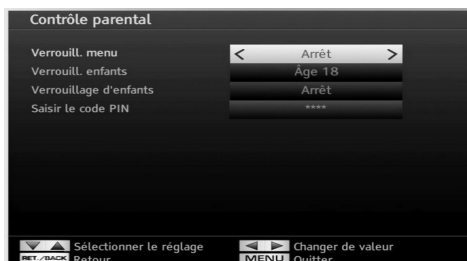 Contrôle parental
Verrouill. menu < Arrêt >
Verrouill. enfants Âge 18
Verrouillage d'enfants Arrêt
Saisir le code PIN ****
Sélectionner le réglage Changer de valeur
RET./BACK Retour MENU Quitter